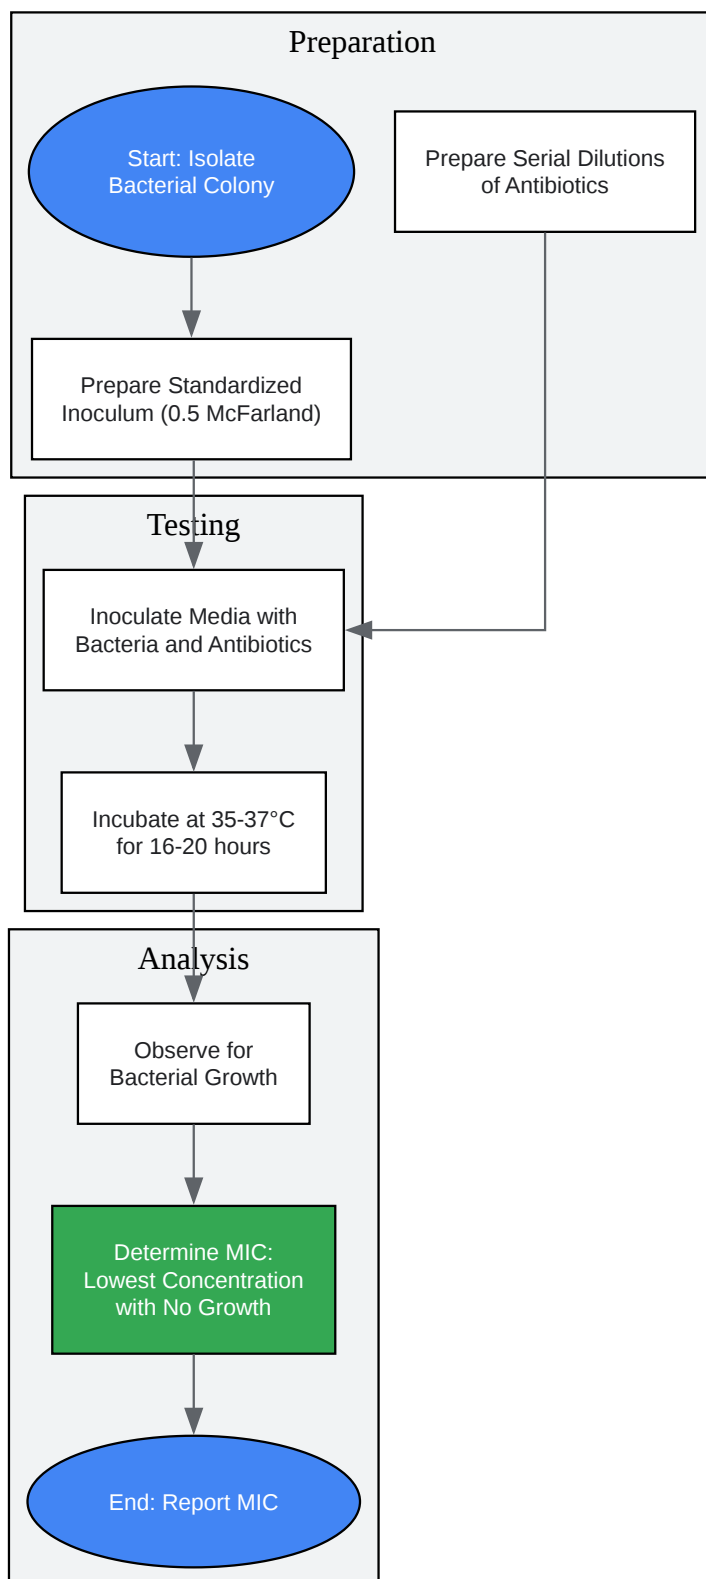 Preparation
Start: Isolate
Bacterial Colony
Prepare Serial Dilutions
of Antibiotics
Prepare Standardized
Inoculum (0.5 McFarland)
Testing
Inoculate Media with
Bacteria and Antibiotics
Incubate at 35-37°C
for 16-20 hours
Analysis
Observe for
Bacterial Growth
Determine MIC:
Lowest Concentration
with No Growth
End: Report MIC